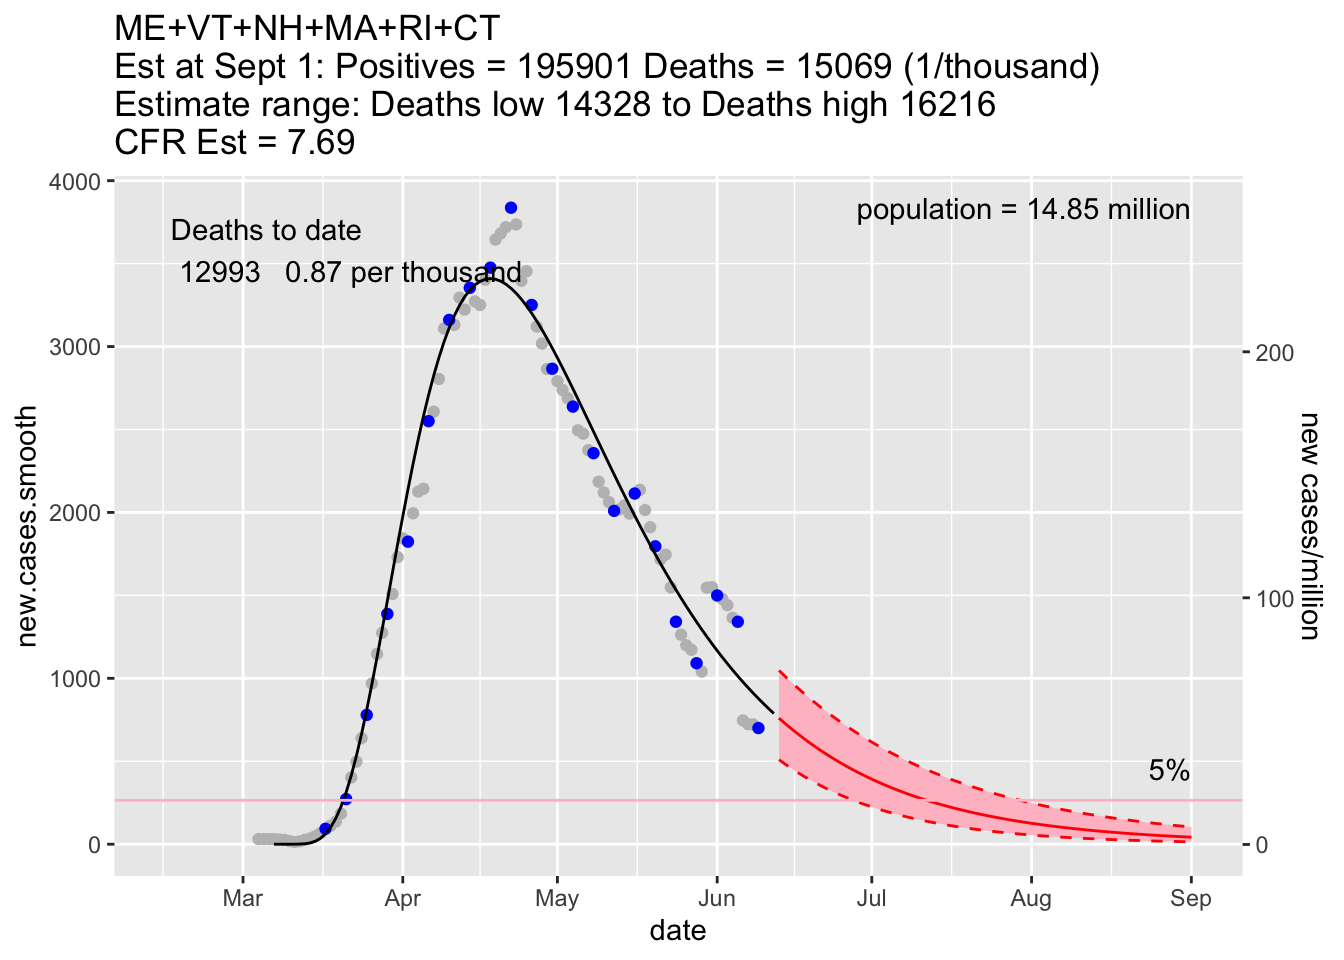 ME+VT+NH+MA+RI+CT
Est at Sept 1: Positives = 195901 Deaths = 15069 (1/thousand)
Estimate range: Deaths low 14328 to Deaths high 16216
CFR Est = 7.69
4000
3000
2000
1000
0
new.cases.smooth
Deaths to date
12993 0.87 per thousand
population = 14.85 million
5%
200
100
0
new cases/million
Mar Apr May Jun Jul Aug Sep
date